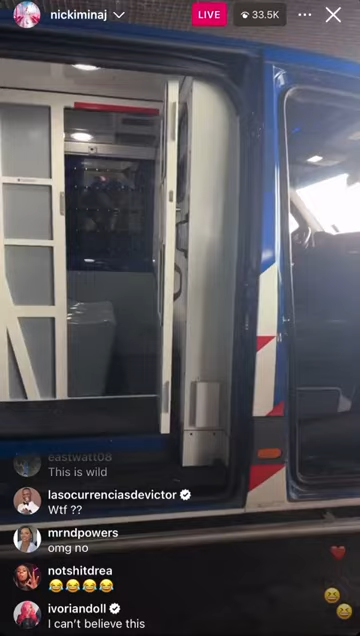 nickiminaj
LIVE
33.5K
eastwatt08
This is wild
lasocurrenciasdevictor
Wtf ??
mrndpowers
omg no
notshitdrea
😂😂😂😂
ivoriandoll
I can't believe this